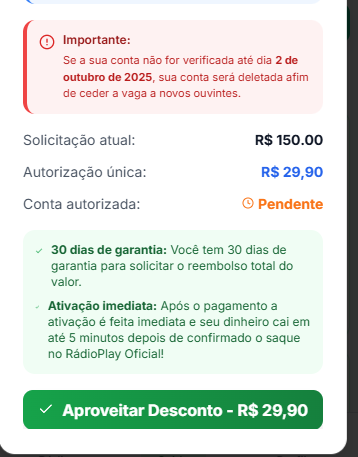 Importante:
Se a sua conta não for verificada até dia 2 de
outubro de 2025, sua conta será deletada afim
de ceder a vaga a novos ouvintes.
Solicitação atual: R$ 150.00
Autorização única: R$ 29,90
Conta autorizada: Pendente
30 dias de garantia: Você tem 30 dias de
garantia para solicitar o reembolso total do
valor.
Ativação imediata: Após o pagamento a
ativação é feita imediata e seu dinheiro cai em
até 5 minutos depois de confirmado o saque
no RádioPlay Oficial!
Aproveitar Desconto - R$ 29,90